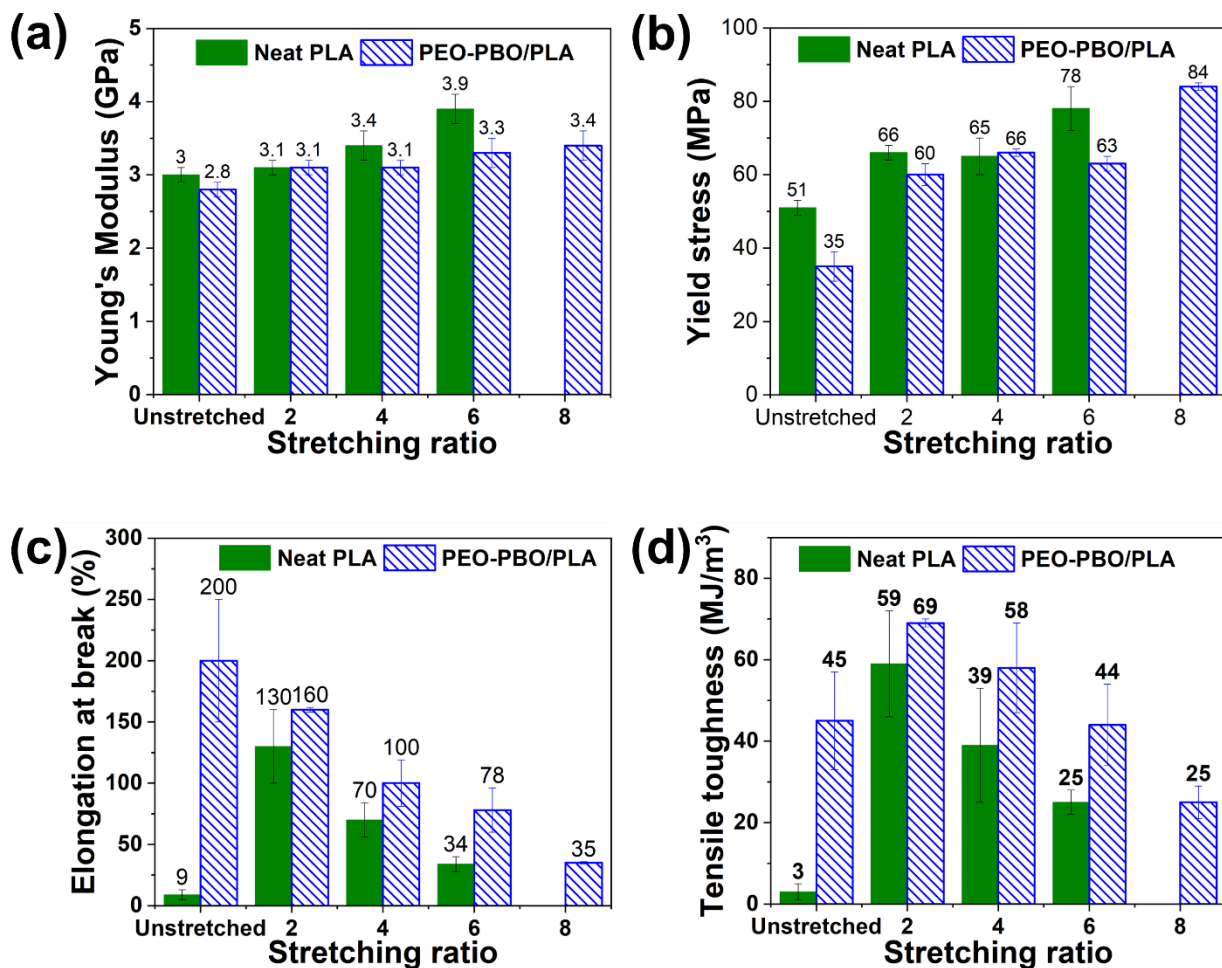 (a)
Young's Modulus (GPa)
Neat PLA PEO-PBO/PLA
5
4
3
2
1
0
3 2.8 3.1 3.1 3.4 3.1 3.9 3.3 3.4
Unstretched 2 4 6 8
Stretching ratio
(b)
Yield stress (MPa)
Neat PLA PEO-PBO/PLA
100
80
60
40
20
0
51 35 66 60 65 66 78 63 84
Unstretched 2 4 6 8
Stretching ratio
(c)
Elongation at break (%)
Neat PLA PEO-PBO/PLA
300
250
200
150
100
50
0
9 200 130 160 70 100 34 78 35
Unstretched 2 4 6 8
Stretching ratio
(d)
Tensile toughness (MJ/m³)
Neat PLA PEO-PBO/PLA
80
60
40
20
0
3 45 59 69 39 58 25 44 25
Unstretched 2 4 6 8
Stretching ratio